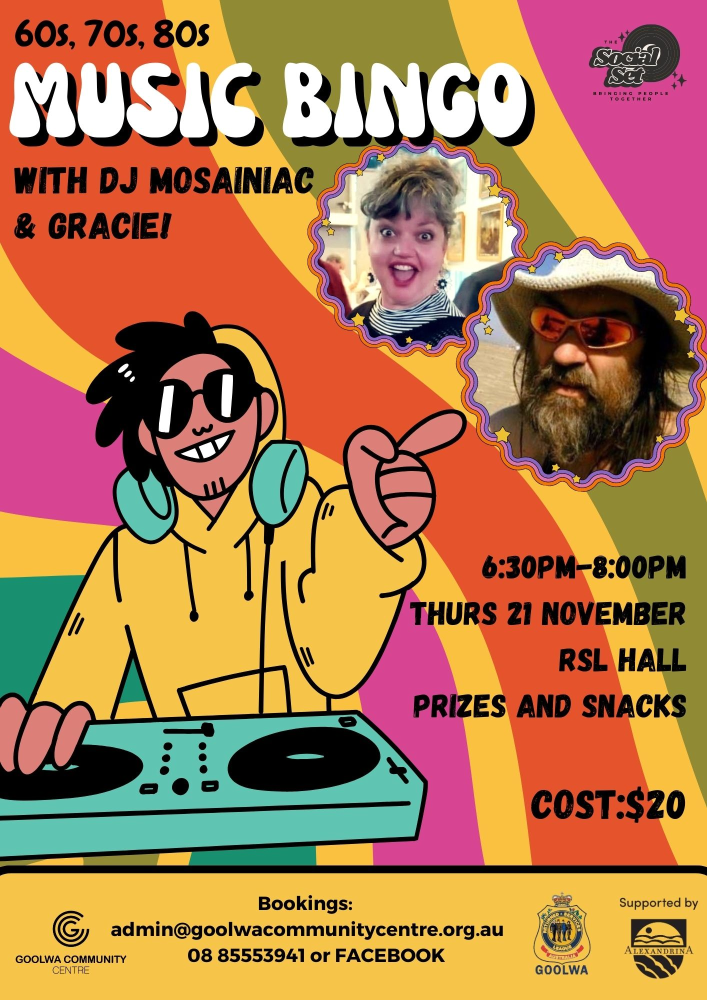 60s, 70s, 80s
MUSIC BINGO
THE
Social
Set
BRINGING PEOPLE
TOGETHER
WITH DJ MOSAINIAC
& GRACIE!
6:30PM–8:00PM
THURS 21 NOVEMBER
RSL HALL
PRIZES AND SNACKS
COST:$20
Bookings:
admin@goolwacommunitycentre.org.au
08 85553941 or FACEBOOK
GOOLWA COMMUNITY
CENTRE
RETURNED & SERVICES
LEAGUE
AUSTRALIA
GOOLWA
Supported by
ALEXANDRINA